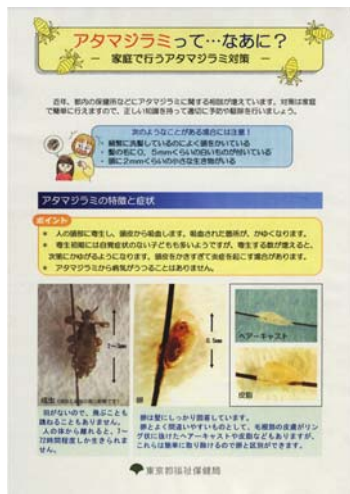 アタマジラミって…なあに？
－ 家庭で行うアタマジラミ対策 －
近年、都内の保健所などにアタマジラミに関する相談が増えています。対策は家庭
で簡単に行えますので、正しい知識を持って適切に予防や駆除を行いましょう。
次のようなことがある場合には注意！
● 頻繁に洗髪しているのによく頭をかいている
● 髪の毛に0．5mmくらいの白いものが付いている
● 頭に2mmくらいの小さな生き物がいる
アタマジラミの特徴と症状
ポイント
● 人の頭部に寄生し、頭皮から吸血します。吸血された箇所が、かゆくなります。
● 寄生初期には自覚症状のない子どもも多いようですが、寄生する数が増えると、
次第にかゆがるようになります。頭皮をかきすぎて炎症を起こす場合があります。
● アタマジラミから病気がうつることはありません。
2～3mm
0.5mm
ヘアーキャスト
成虫
卵
皮脂
羽がないので、飛ぶことも
跳ねることもありません。
人の体から離れると、
72時間程度しか生きられま
せん。
卵は髪にしっかり固着しています。
卵とよく間違いやすいものとして、毛根部の皮膚がリン
グ状に抜けたヘアーキャストや皮脂などもありますが、
これらは簡単に取り除けるので卵と区別ができます。
東京都福祉保健局